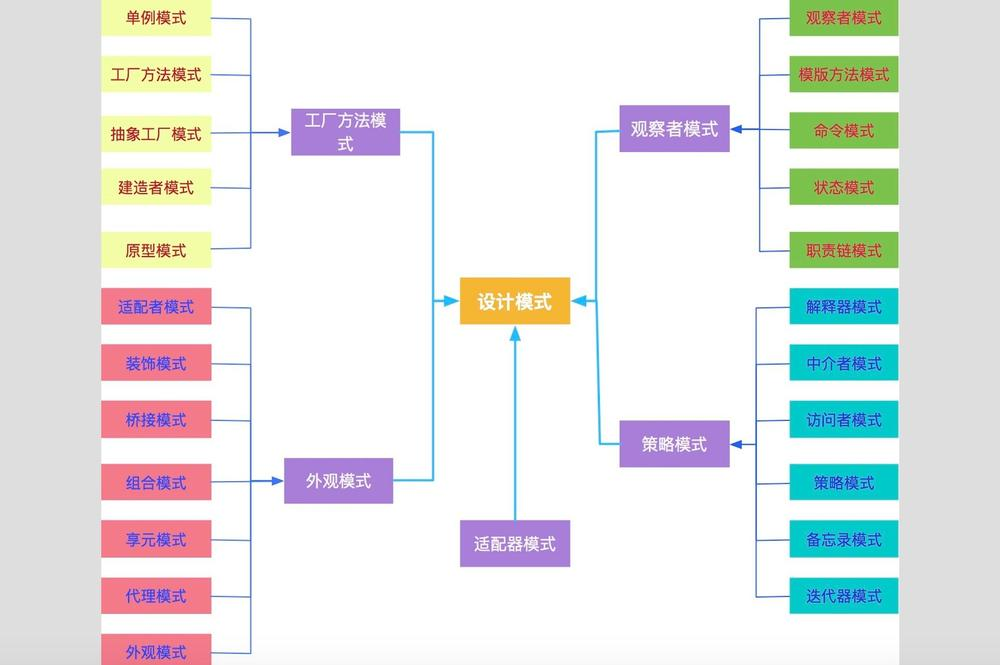 单例模式
工厂方法模式
抽象工厂模式
建造者模式
原型模式
适配者模式
装饰模式
桥接模式
组合模式
享元模式
代理模式
外观模式
工厂方法模
式
外观模式
设计模式
适配器模式
观察者模式
策略模式
观察者模式
模版方法模式
命令模式
状态模式
职责链模式
解释器模式
中介者模式
访问者模式
策略模式
备忘录模式
迭代器模式